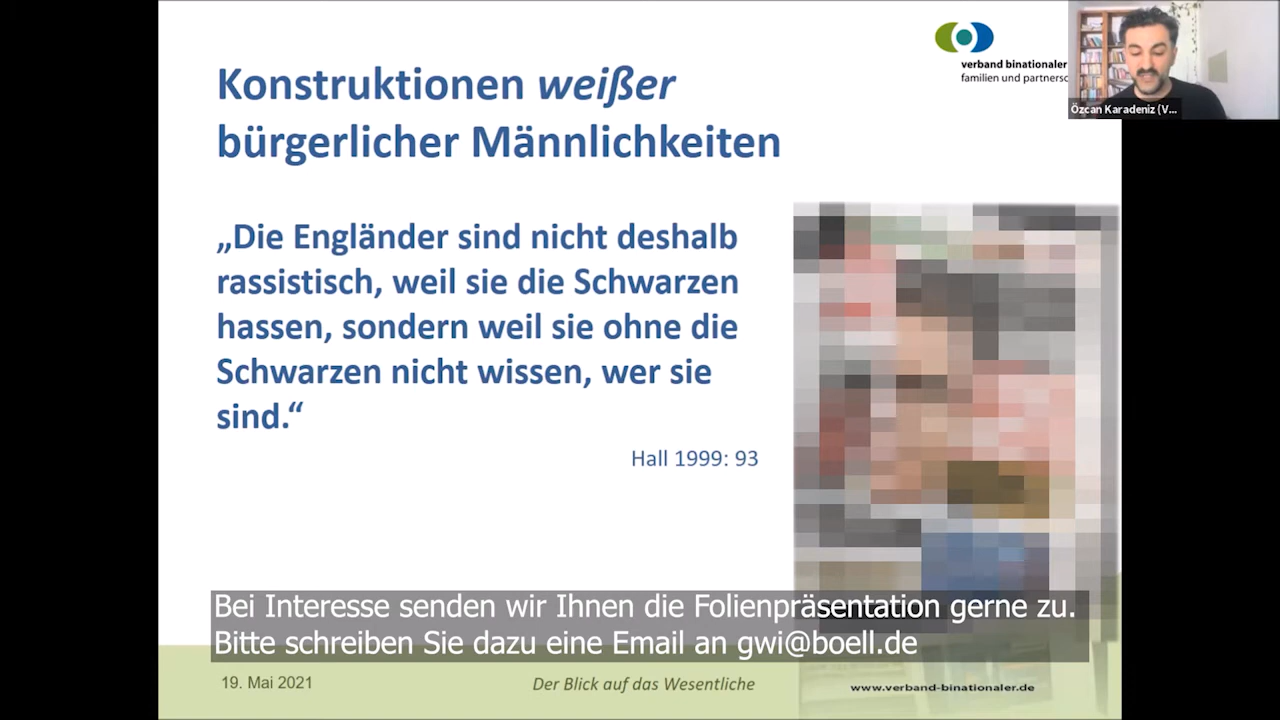 Konstruktionen weißer
bürgerlicher Männlichkeiten
verband binationaler
familien und partnersc
Özcan Karadeniz (V...
„Die Engländer sind nicht deshalb
rassistisch, weil sie die Schwarzen
hassen, sondern weil sie ohne die
Schwarzen nicht wissen, wer sie
sind.“
Hall 1999: 93
Bei Interesse senden wir Ihnen die Folienpräsentation gerne zu.
Bitte schreiben Sie dazu eine Email an gwi@boell.de
19. Mai 2021
Der Blick auf das Wesentliche
www.verband-binationaler.de